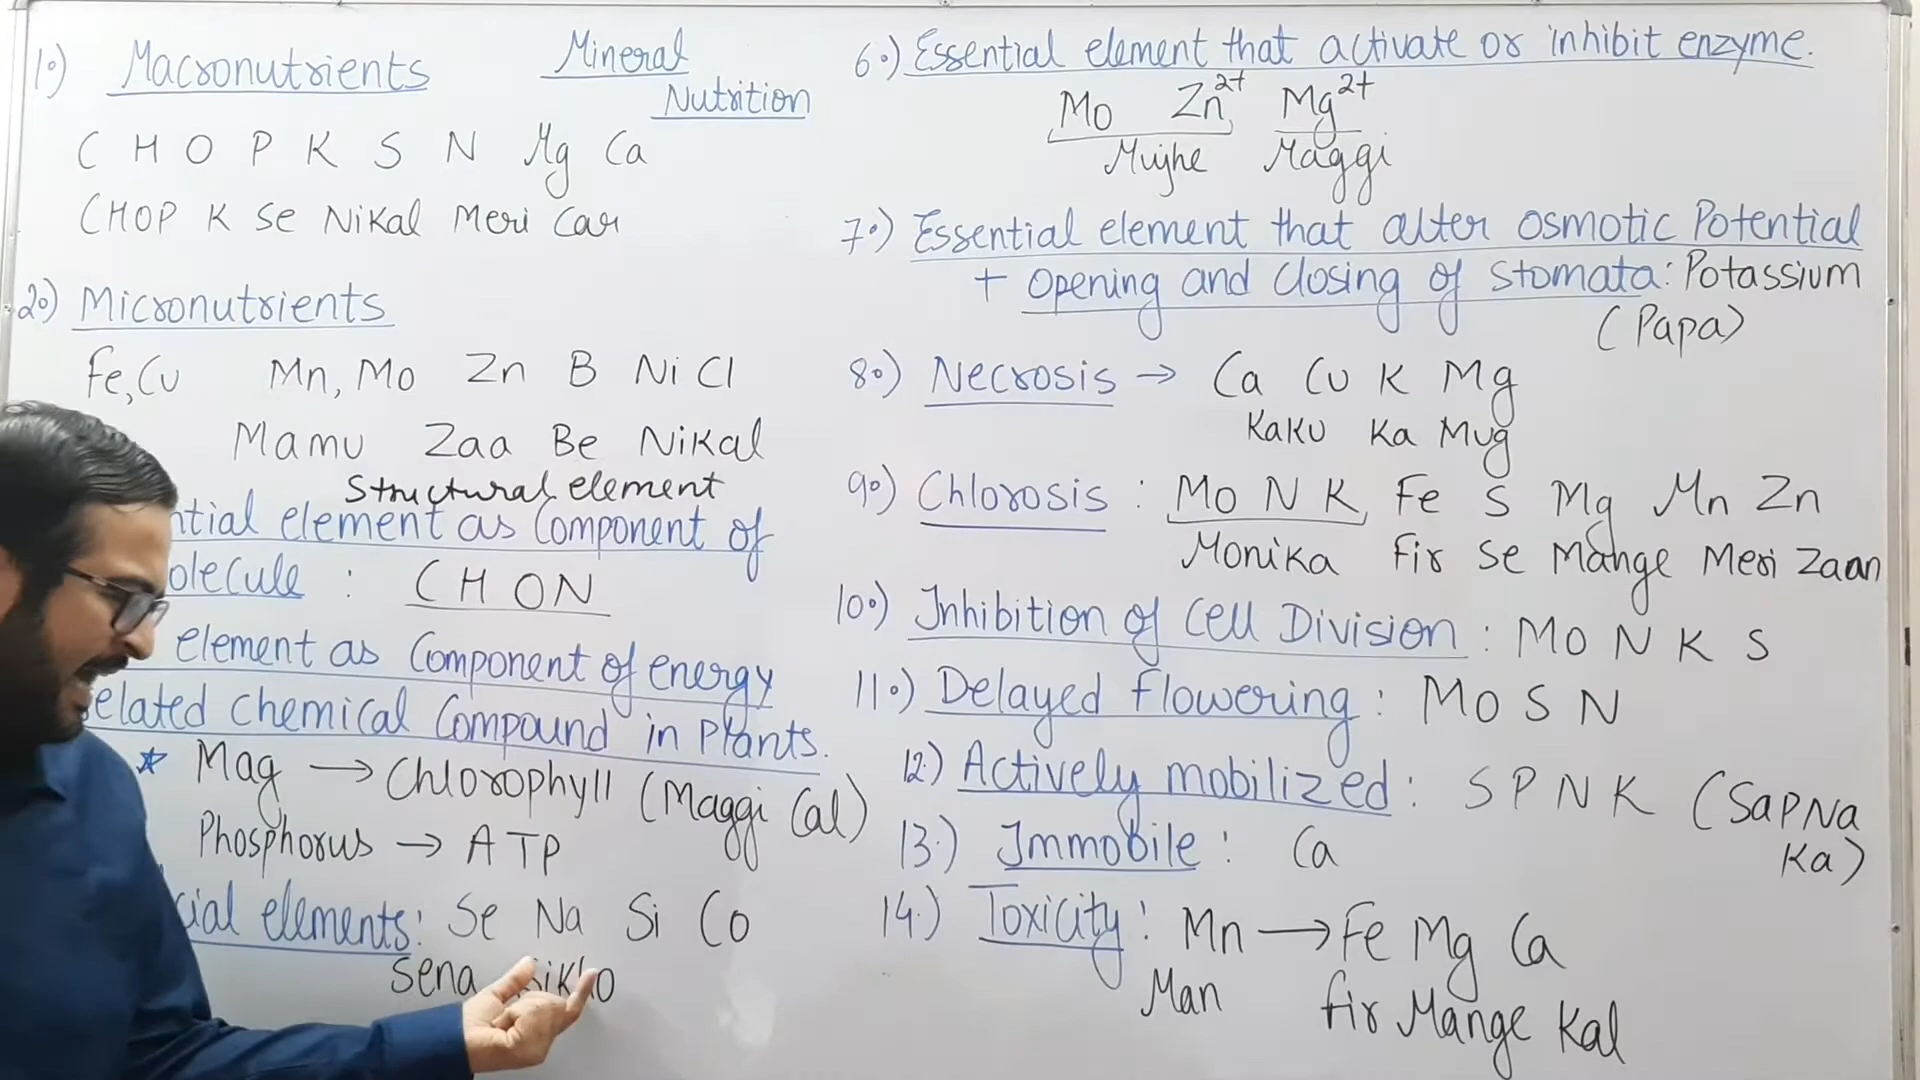 Mineral
Nutrition
1.) Macronutrients
C H O P K S N Mg Ca
CHOP K Se NiKal Meri Car
2.) Micronutrients
Fe, Cu Mn, Mo Zn B Ni Cl
Mamu Zaa Be NiKal
Structural element
ntial element as Component of
olecule : CHON
element as Component of energy
elated chemical Compound in Plants.
Mag → Chlorophyll (Maggi Cal)
Phosphorus → ATP
cial elements: Se Na Si Co
Sena
6.) Essential element that activate or inhibit enzyme.
Mo Zn2+ Mg2+
Mujhe Maggi
7.) Essential element that alter osmotic Potential
+ Opening and Closing of Stomata: Potassium
(Papa)
8.) Necrosis → Ca Cu K Mg
KaKu Ka Mug
9.) Chlorosis : Mo N K Fe S Mg Mn Zn
Monika Fir Se Mange Meri Zaan
10.) Inhibition of Cell Division : Mo N K S
11.) Delayed flowering : Mo S N
12.) Actively mobilized : S P N K (SaPNa
Ka)
13.) Immobile : Ca
14.) Toxicity : Mn → Fe Mg Ca
Man fir Mange Kal